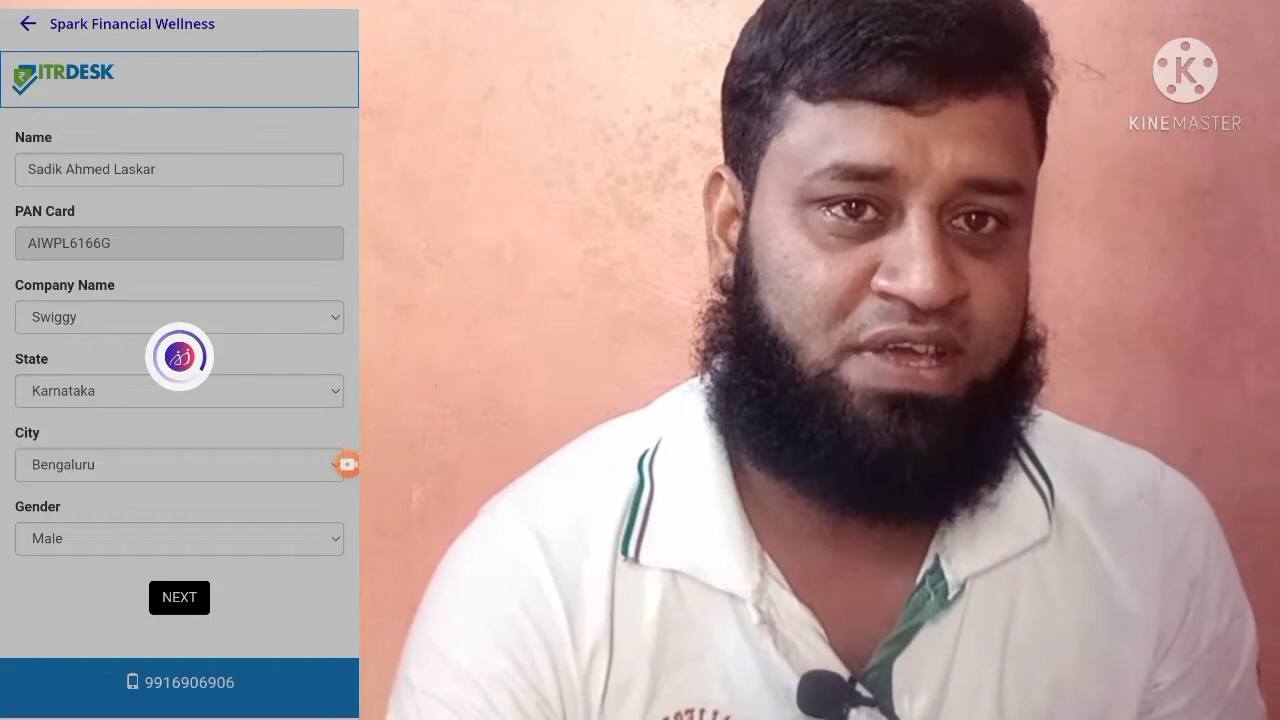 Spark Financial Wellness
ITRDESK
Name
Sadik Ahmed Laskar
PAN Card
AIWPL6166G
Company Name
Swiggy
State
Karnataka
City
Bengaluru
Gender
Male
NEXT
9916906906
K
KINEMASTER